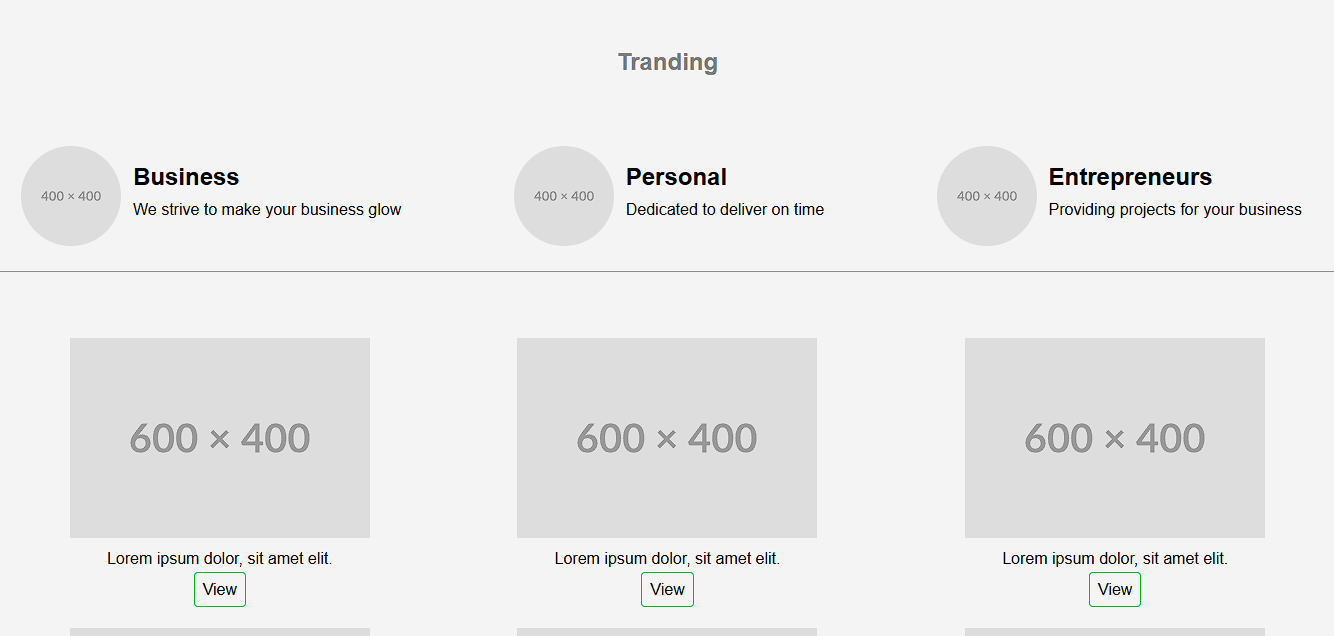 Tranding
400 × 400
Business
We strive to make your business glow
400 × 400
Personal
Dedicated to deliver on time
400 × 400
Entrepreneurs
Providing projects for your business
600 × 400
Lorem ipsum dolor, sit amet elit.
View
600 × 400
Lorem ipsum dolor, sit amet elit.
View
600 × 400
Lorem ipsum dolor, sit amet elit.
View